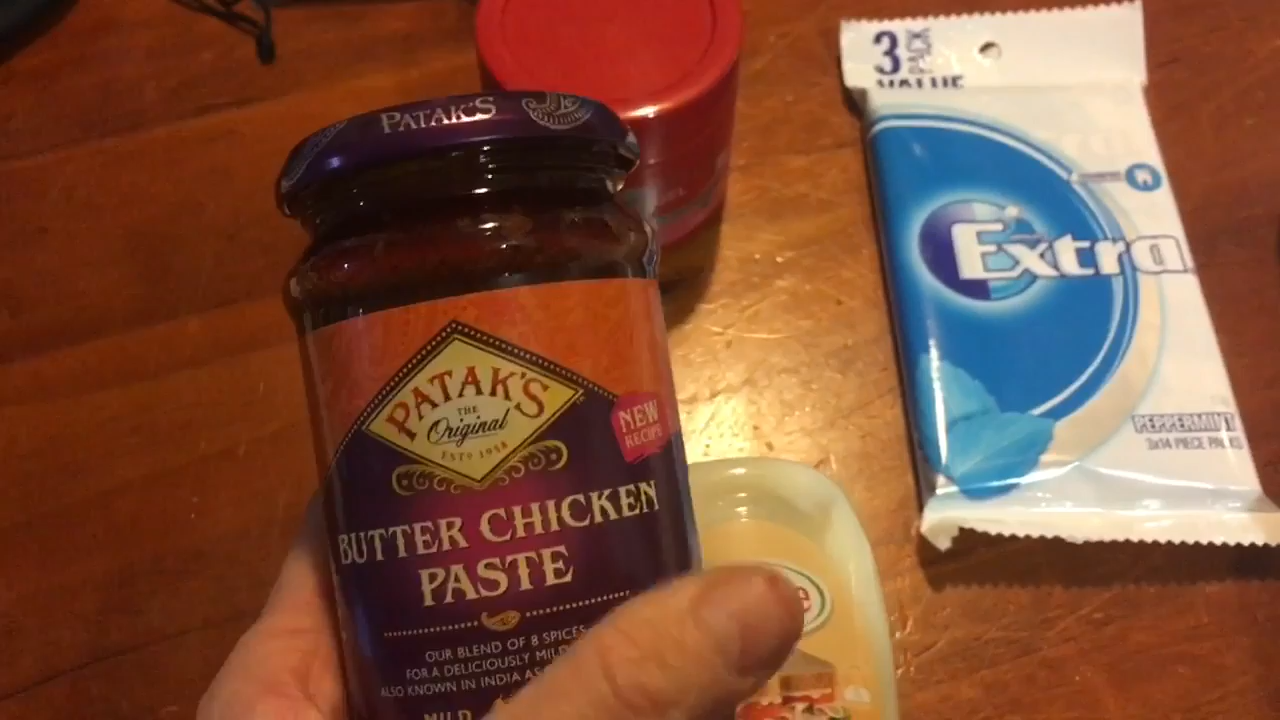 PATAK'S
PATAK'S
THE
Original
ESTD 1958
NEW
RECIPE
BUTTER CHICKEN
PASTE
OUR BLEND OF 8 SPICES
FOR A DELICIOUSLY MILD
ALSO KNOWN IN INDIA AS
MILD
3 PACK
VALUE
Extra
PEPPERMINT
3x14 PIECE PACKS